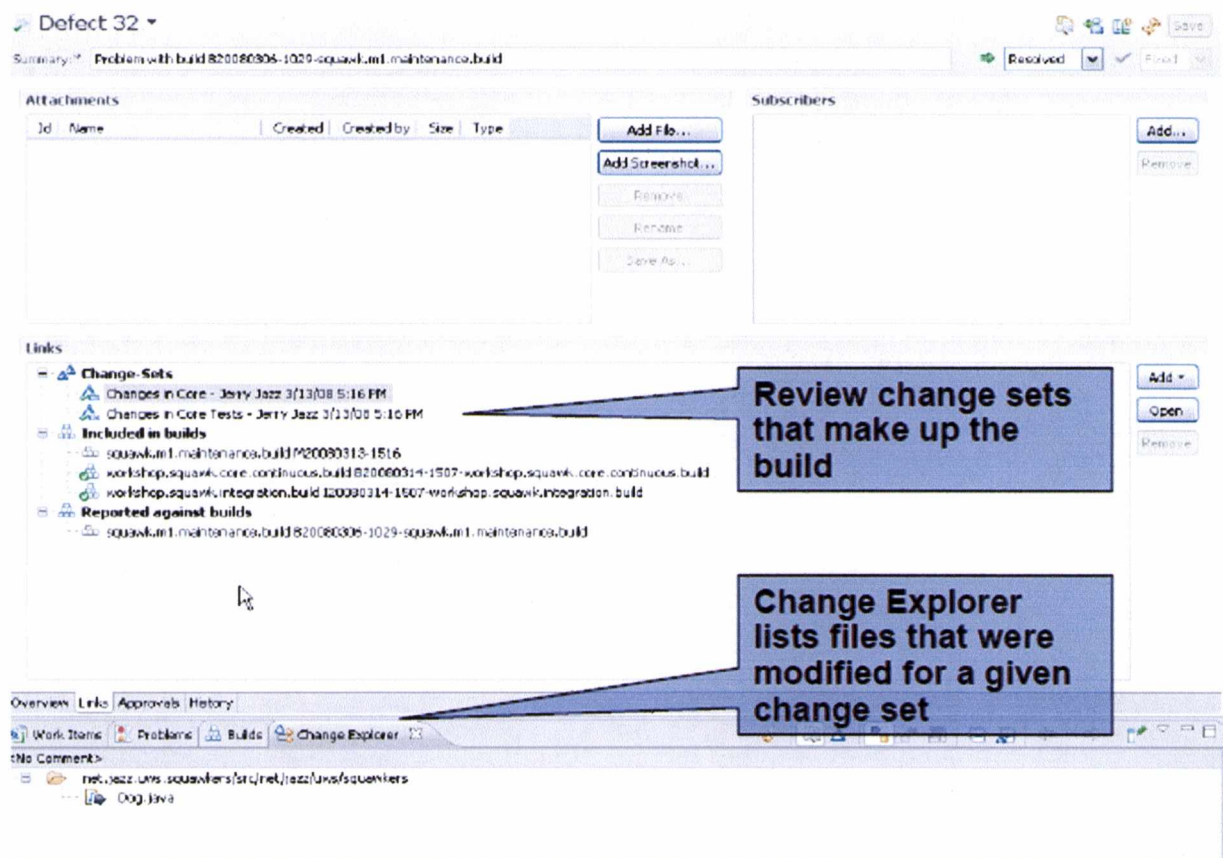 Defect 32
Save
Summary:* Problem with build B20080306-1029-squawk.m1.maintenance.build
Resolved
Fixed
Attachments
Subscribers
Id Name Created Created by Size Type
Add File...
Add...
Add Screenshot...
Remove
Remove
Rename
Save As...
Links
Change-Sets
Changes in Core - Jerry Jazz 3/13/08 5:16 PM
Changes in Core Tests - Jerry Jazz 3/13/08 5:16 PM
Included in builds
squawk.m1.maintenance.build M20080313-1516
workshop.squawk.core.continuous.build B20080314-1507-workshop.squawk.core.continuous.build
workshop.squawk.integration.build I20080314-1507-workshop.squawk.integration.build
Reported against builds
squawk.m1.maintenance.build B20080306-1029-squawk.m1.maintenance.build
Add
Open
Remove
Review change sets
that make up the
build
Change Explorer
lists files that were
modified for a given
change set
Overview Links Approvals History
Work Items Problems Builds Change Explorer
<No Comment>
net.jazz.uws.squawkers/src/net/jazz/uws/squawkers
Dog.java